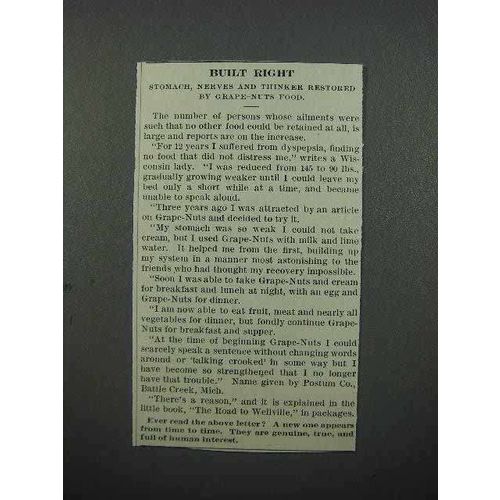 BUILT RIGHT
STOMACH, NERVES AND THINKER RESTORED
BY GRAPE-NUTS FOOD.
The number of persons whose ailments were
such that no other food could be retained at all, is
large and reports are on the increase.
"For 12 years I suffered from dyspepsia, finding
no food that did not distress me," writes a Wis-
consin lady. "I was reduced from 145 to 90 lbs.,
gradually growing weaker until I could leave my
bed only a short while at a time, and became
unable to speak aloud.
"Three years ago I was attracted by an article
on Grape-Nuts and decided to try it.
"My stomach was so weak I could not take
cream, but I used Grape-Nuts with milk and lime
water. It helped me from the first, building up
my system in a manner most astonishing to the
friends who had thought my recovery impossible.
"Soon I was able to take Grape-Nuts and cream
for breakfast and lunch at night, with an egg and
Grape-Nuts for dinner.
"I am now able to eat fruit, meat and nearly all
vegetables for dinner, but fondly continue Grape-
Nuts for breakfast and supper.
"At the time of beginning Grape-Nuts I could
scarcely speak a sentence without changing words
around or 'talking crooked' in some way but I
have become so strengthened that I no longer
have that trouble." Name given by Postum Co.,
Battle Creek, Mich.
"There's a reason," and it is explained in the
little book, "The Road to Wellville," in packages.
Ever read the above letter? A new one appears
from time to time. They are genuine, true, and
full of human interest.